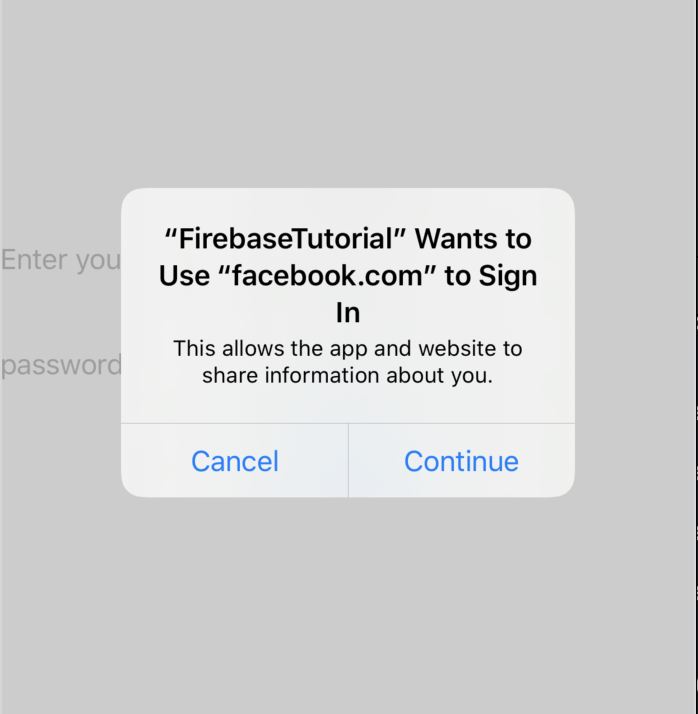 “FirebaseTutorial” Wants to
Use “facebook.com” to Sign
In
This allows the app and website to
share information about you.
Enter you
password
Cancel
Continue